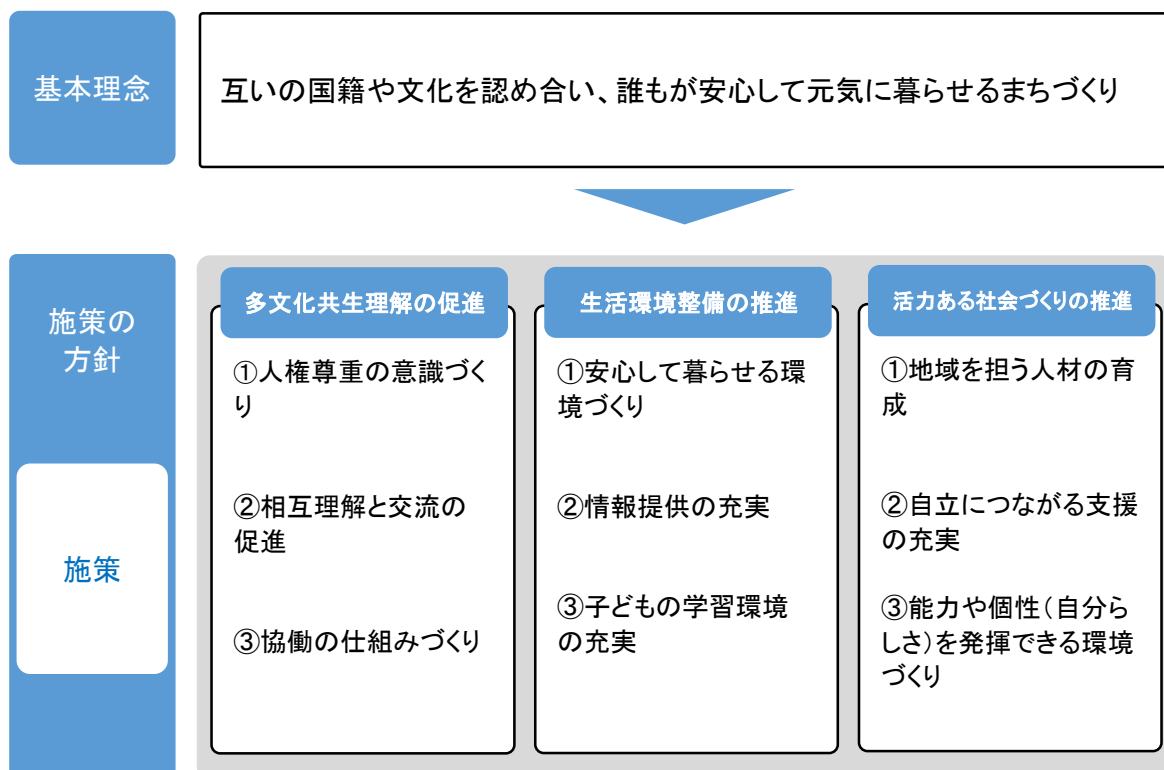 基本理念
互いの国籍や文化を認め合い、誰もが安心して元気に暮らせるまちづくり
施策の
方針
施策
多文化共生理解の促進
①人権尊重の意識づく
り
②相互理解と交流の
促進
③協働の仕組みづくり
生活環境整備の推進
①安心して暮らせる環
境づくり
②情報提供の充実
③子どもの学習環境
の充実
活力ある社会づくりの推進
①地域を担う人材の育
成
②自立につながる支援
の充実
③能力や個性（自分ら
しさ）を発揮できる環境
づくり